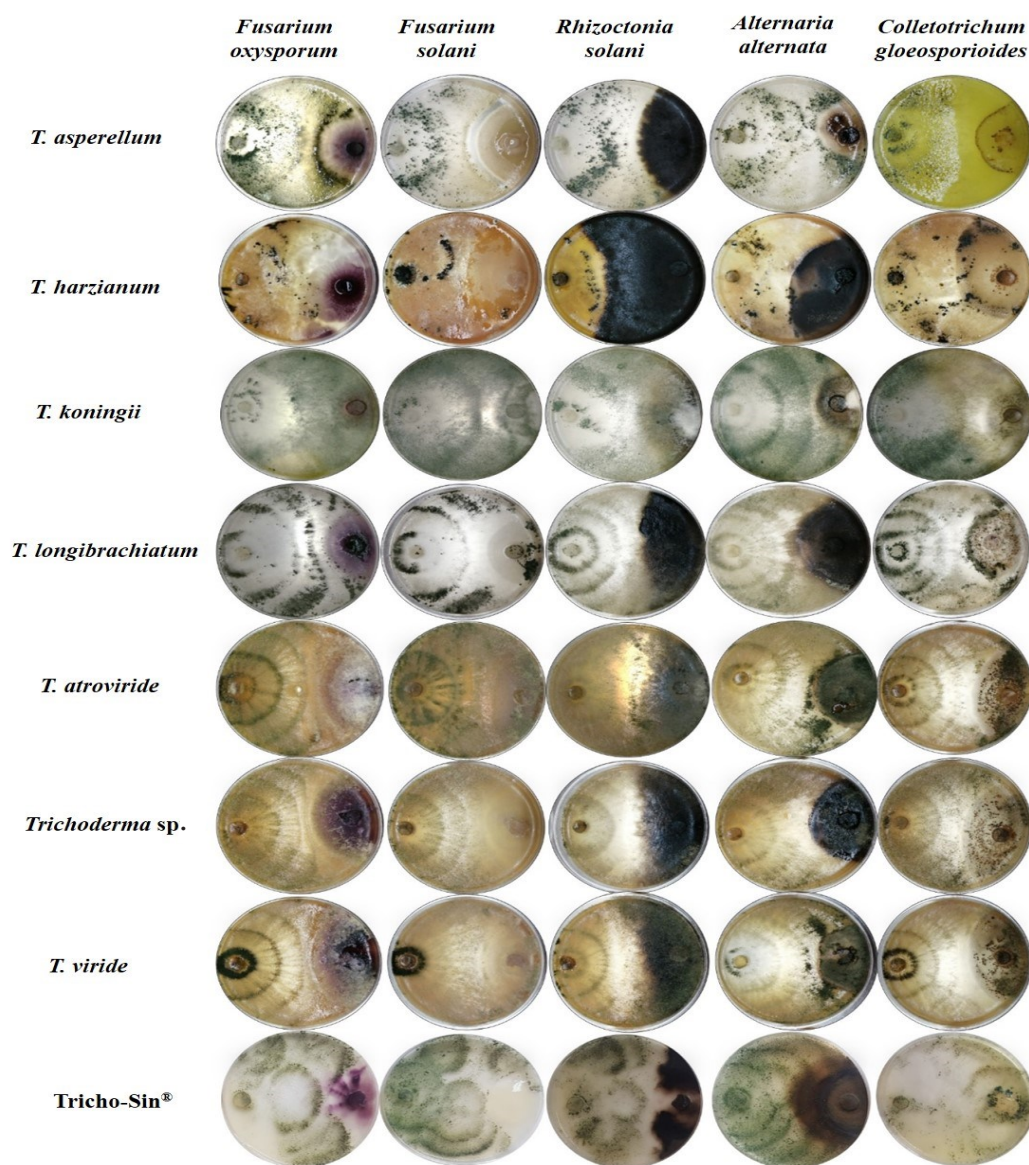 Fusarium oxysporum
Fusarium solani
Rhizoctonia solani
Alternaria alternata
Colletotrichum gloeosporioides
T. asperellum
T. harzianum
T. koningii
T. longibrachiatum
T. atroviride
Trichoderma sp.
T. viride
Tricho-Sin®